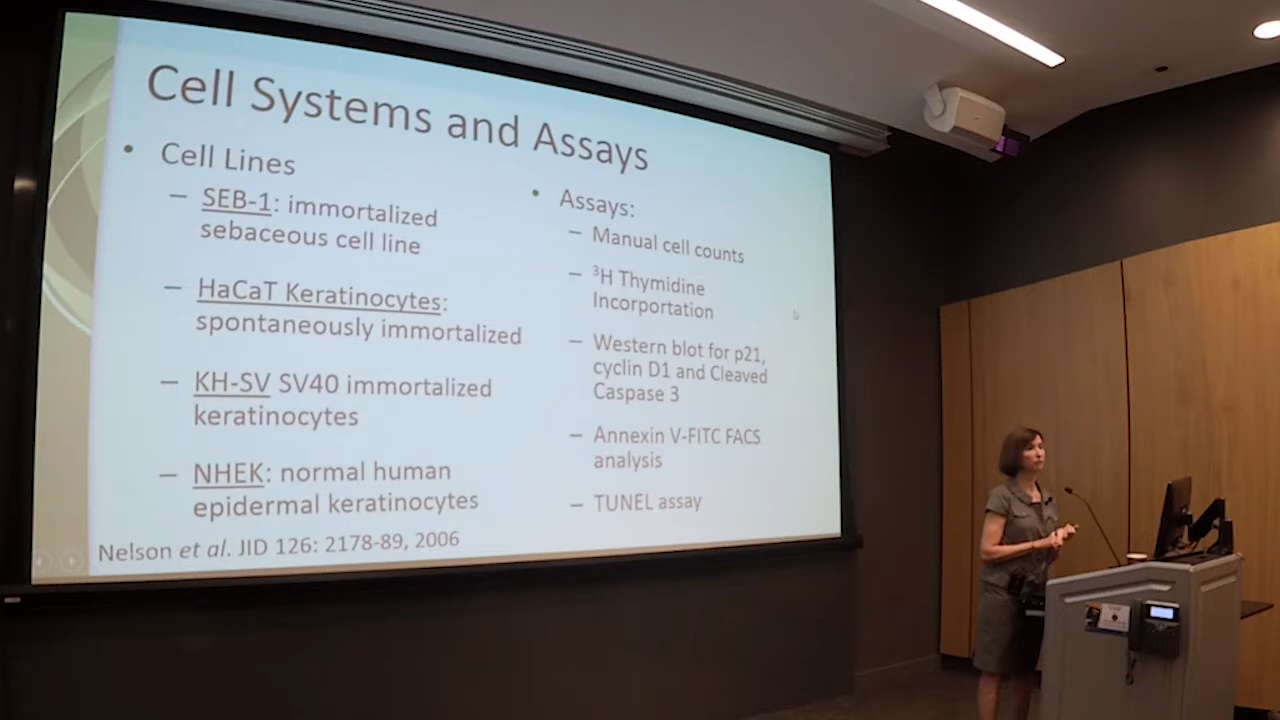 Cell Systems and Assays
• Cell Lines
– SEB-1: immortalized
sebaceous cell line
– HaCaT Keratinocytes:
spontaneously immortalized
– KH-SV SV40 immortalized
keratinocytes
– NHEK: normal human
epidermal keratinocytes
• Assays:
– Manual cell counts
– ³H Thymidine
Incorportation
– Western blot for p21,
cyclin D1 and Cleaved
Caspase 3
– Annexin V-FITC FACS
analysis
– TUNEL assay
Nelson et al. JID 126: 2178-89, 2006